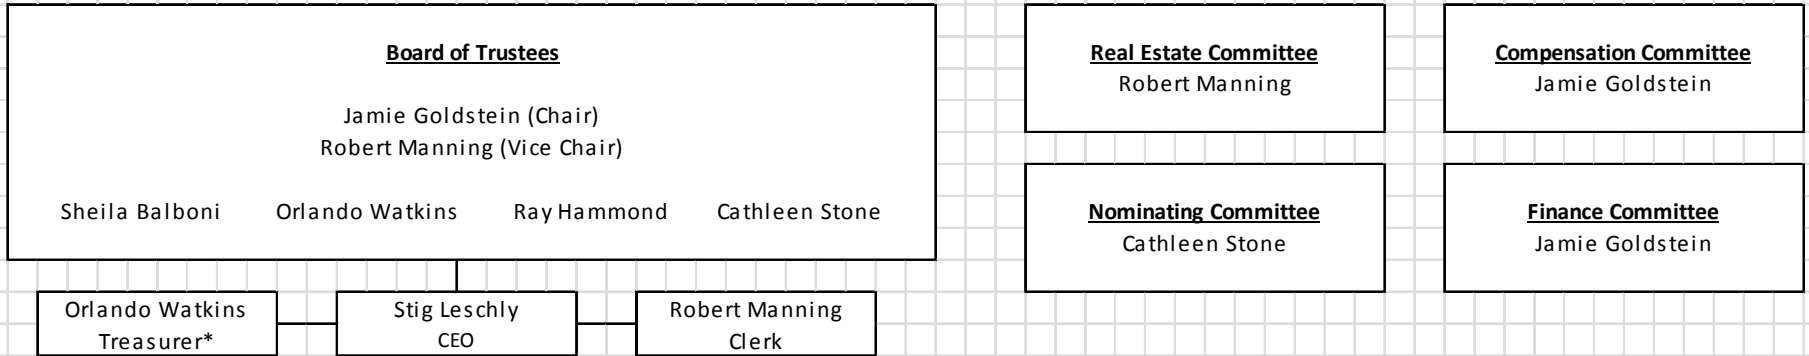 Board of Trustees
Jamie Goldstein (Chair)
Robert Manning (Vice Chair)
Sheila Balboni Orlando Watkins Ray Hammond Cathleen Stone
Orlando Watkins
Treasurer*
Stig Leschly
CEO
Robert Manning
Clerk
Real Estate Committee
Robert Manning
Compensation Committee
Jamie Goldstein
Nominating Committee
Cathleen Stone
Finance Committee
Jamie Goldstein